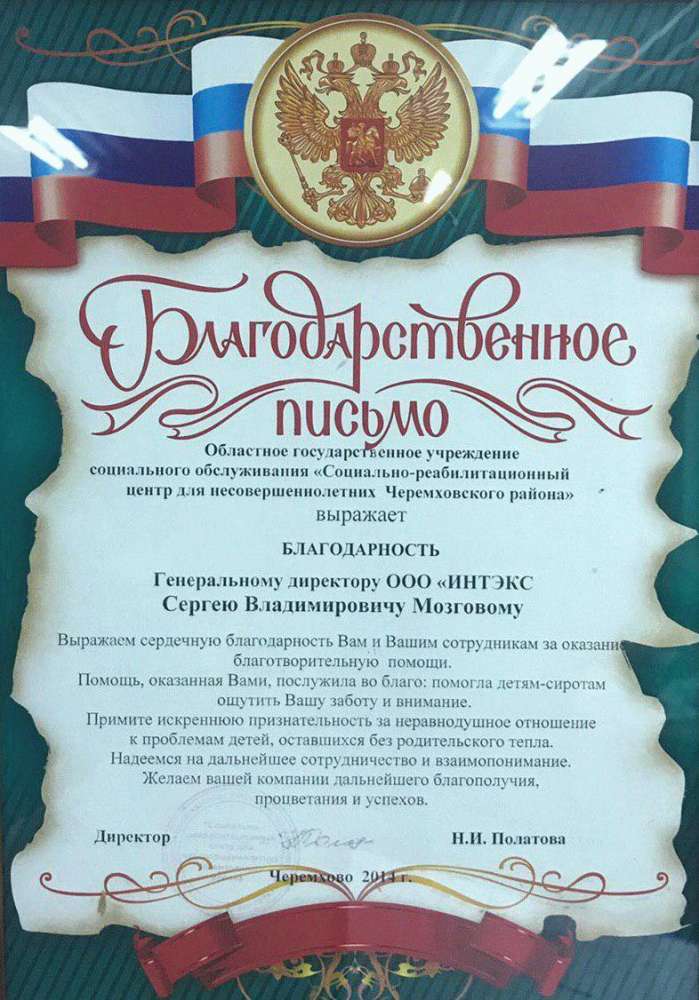 Благодарственное
письмо
Областное государственное учреждение
социального обслуживания «Социально-реабилитационный
центр для несовершеннолетних Черемховского района»
выражает
БЛАГОДАРНОСТЬ
Генеральному директору ООО «ИНТЭКС
Сергею Владимировичу Мозговому
Выражаем сердечную благодарность Вам и Вашим сотрудникам за оказание
благотворительную помощи.
Помощь, оказанная Вами, послужила во благо: помогла детям-сиротам
ощутить Вашу заботу и внимание.
Примите искреннюю признательность за неравнодушное отношение
к проблемам детей, оставшихся без родительского тепла.
Надеемся на дальнейшее сотрудничество и взаимопонимание.
Желаем вашей компании дальнейшего благополучия,
процветания и успехов.
Директор Н.И. Полатова
Черемхово 2014 г.